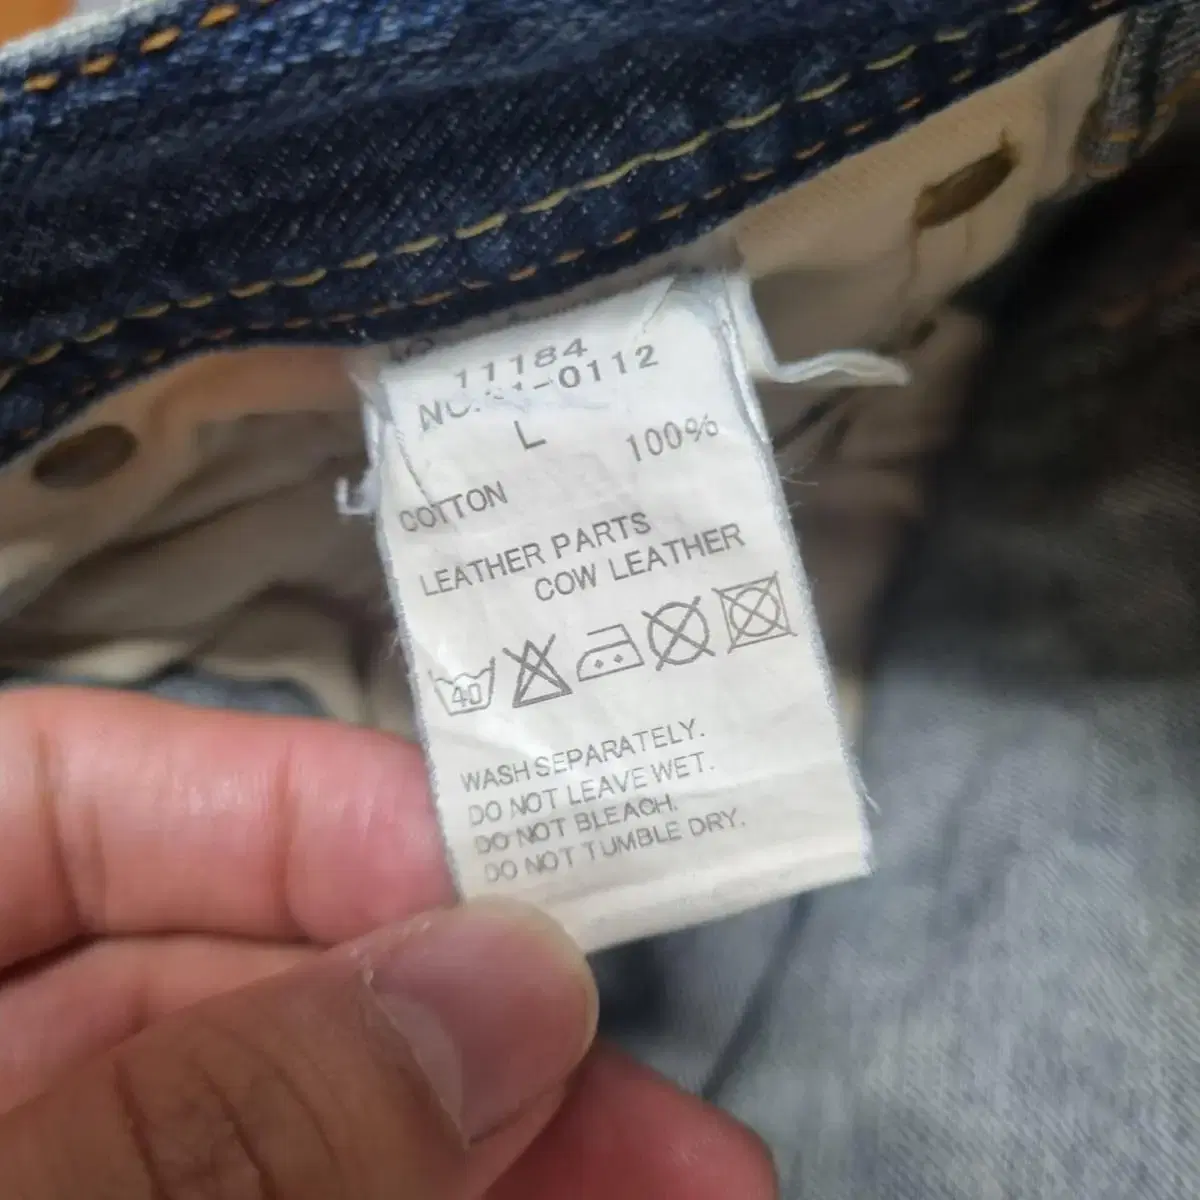 11184
-0112
L
100%
COTTON
LEATHER PARTS
COW LEATHER
40
WASH SEPARATELY.
DO NOT LEAVE WET.
DO NOT BLEACH.
DO NOT TUMBLE DRY.